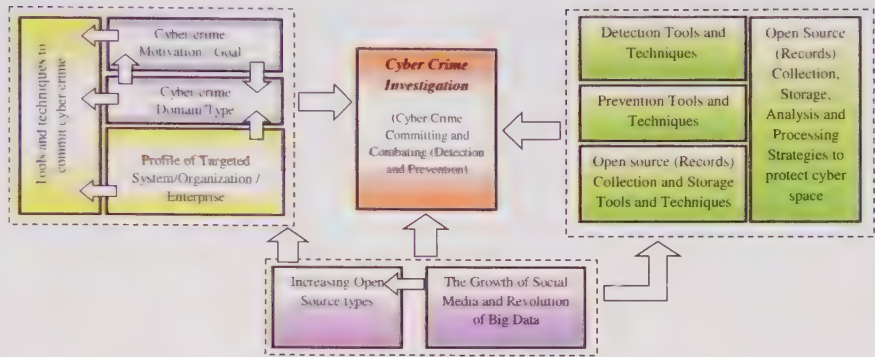 Tools and techniques to
commit cyber crime
Cyber crime
Motivation / Goal
Cyber crime
Domain/Type
Profile of Targeted
System/Organization /
Enterprise
Cyber Crime
Investigation
(Cyber Crime
Committing and
Combating (Detection
and Prevention)
Detection Tools and
Techniques
Prevention Tools and
Techniques
Open source (Records)
Collection and Storage
Tools and Techniques
Open Source
(Records)
Collection,
Storage,
Analysis and
Processing
Strategies to
protect cyber
space
Increasing Open
Source types
The Growth of Social
Media and Revolution
of Big Data